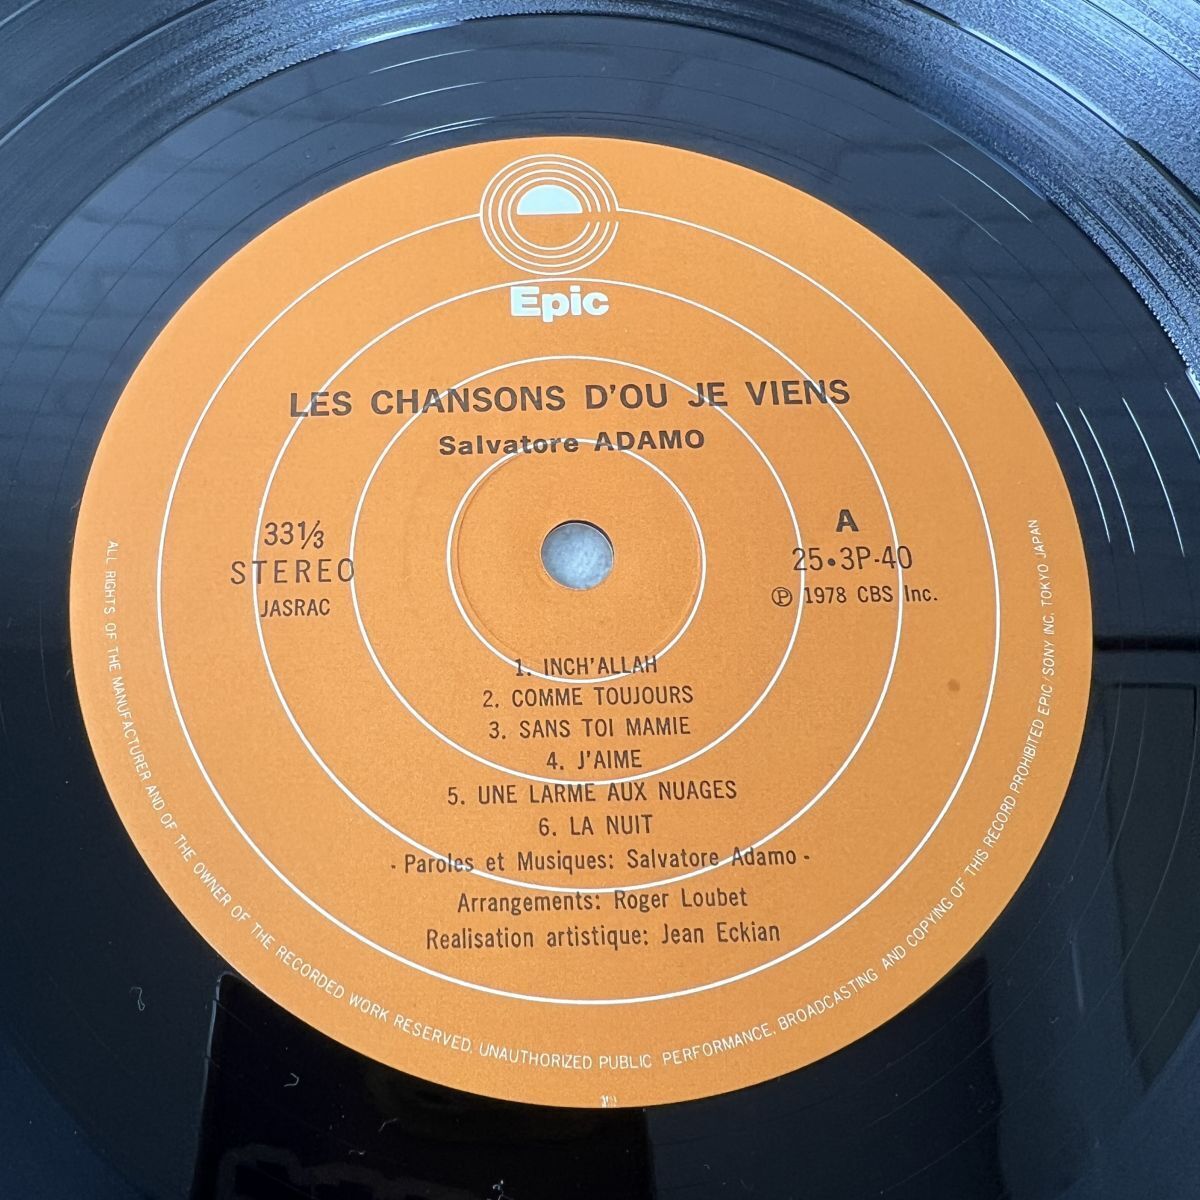 Epic
LES CHANSONS D'OU JE VIENS
Salvatore ADAMO
33⅓
STEREO
JASRAC
A
25•3P-40
Ⓟ 1978 CBS Inc.
1. INCH'ALLAH
2. COMME TOUJOURS
3. SANS TOI MAMIE
4. J'AIME
5. UNE LARME AUX NUAGES
6. LA NUIT
- Paroles et Musiques: Salvatore Adamo -
Arrangements: Roger Loubet
Realisation artistique: Jean Eckian
ALL RIGHTS OF THE MANUFACTURER AND OF THE OWNER OF THE RECORDED WORK RESERVED. UNAUTHORIZED PUBLIC PERFORMANCE, BROADCASTING AND COPYING OF THIS RECORD PROHIBITED EPIC/SONY INC. TOKYO JAPAN